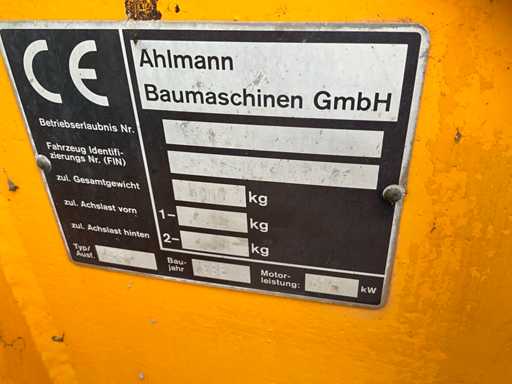 CE
Ahlmann
Baumaschinen GmbH
Betriebserlaubnis Nr.
Fahrzeug Identifi-
zierungs Nr. (FIN)
zul. Gesamtgewicht kg
zul. Achslast vorn 1- kg
zul. Achslast hinten 2- kg
Typ/
Ausf.
Bau-
jahr
Motor-
leistung: kW